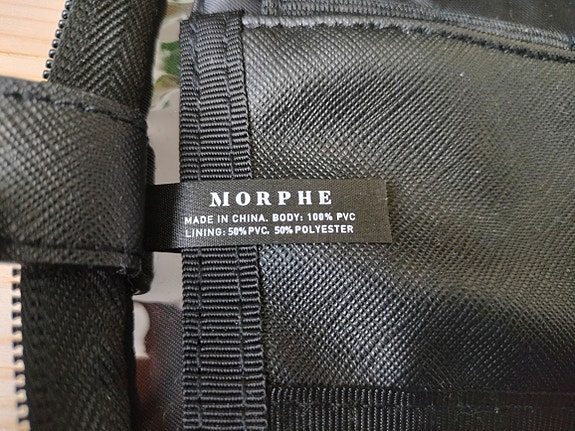 MORPHE
MADE IN CHINA. BODY: 100% PVC
LINING: 50% PVC, 50% POLYESTER